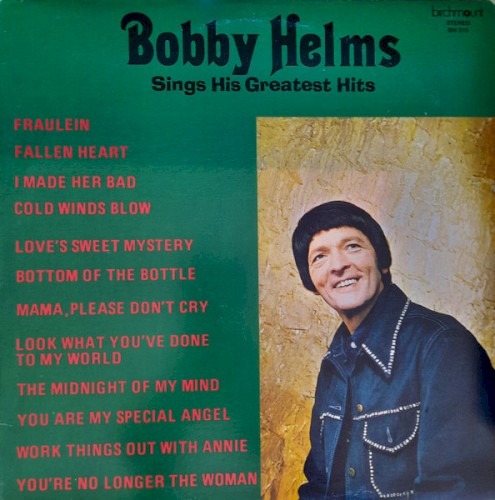 Bobby Helms
birchmount
STEREO
Sings His Greatest Hits
FRAULEIN
FALLEN HEART
I MADE HER BAD
COLD WINDS BLOW
LOVE'S SWEET MYSTERY
BOTTOM OF THE BOTTLE
MAMA, PLEASE DON'T CRY
LOOK WHAT YOU'VE DONE
TO MY WORLD
THE MIDNIGHT OF MY MIND
YOU'ARE MY SPECIAL ANGEL
WORK THINGS OUT WITH ANNIE
YOU'RE NO LONGER THE WOMAN